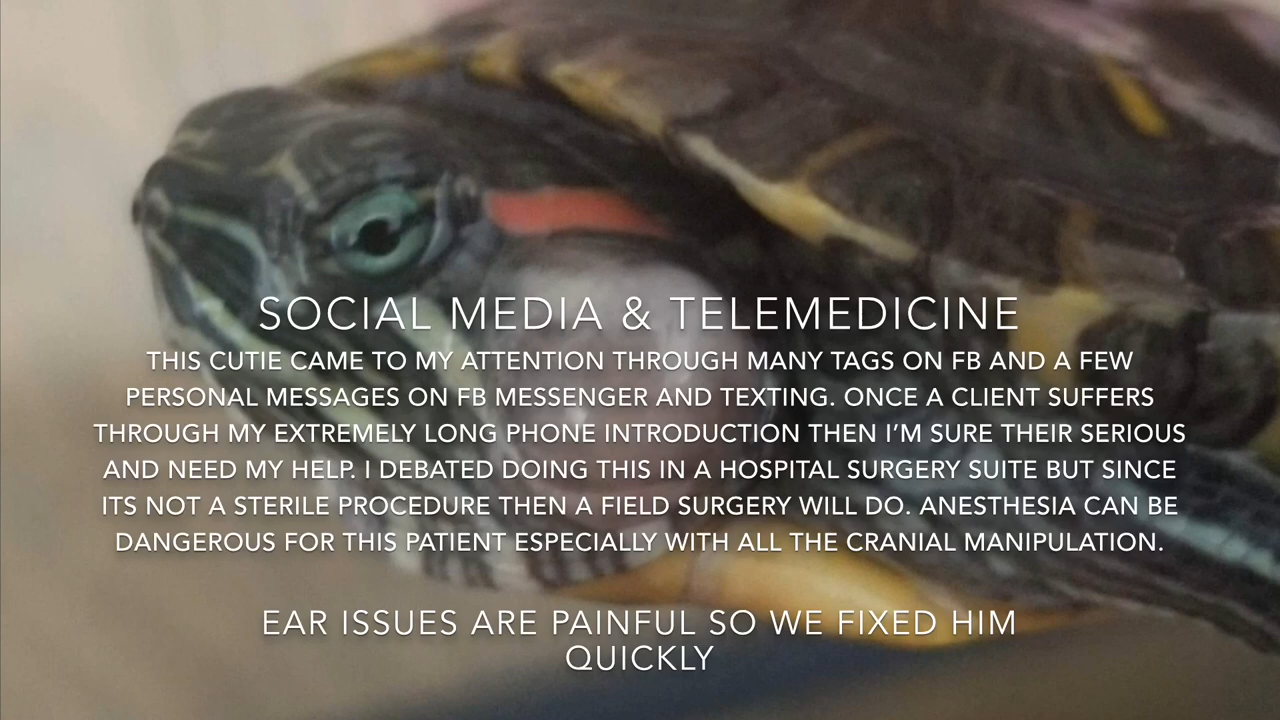 SOCIAL MEDIA & TELEMEDICINE
THIS CUTIE CAME TO MY ATTENTION THROUGH MANY TAGS ON FB AND A FEW
PERSONAL MESSAGES ON FB MESSENGER AND TEXTING. ONCE A CLIENT SUFFERS
THROUGH MY EXTREMELY LONG PHONE INTRODUCTION THEN I'M SURE THEIR SERIOUS
AND NEED MY HELP. I DEBATED DOING THIS IN A HOSPITAL SURGERY SUITE BUT SINCE
ITS NOT A STERILE PROCEDURE THEN A FIELD SURGERY WILL DO. ANESTHESIA CAN BE
DANGEROUS FOR THIS PATIENT ESPECIALLY WITH ALL THE CRANIAL MANIPULATION.
EAR ISSUES ARE PAINFUL SO WE FIXED HIM
QUICKLY